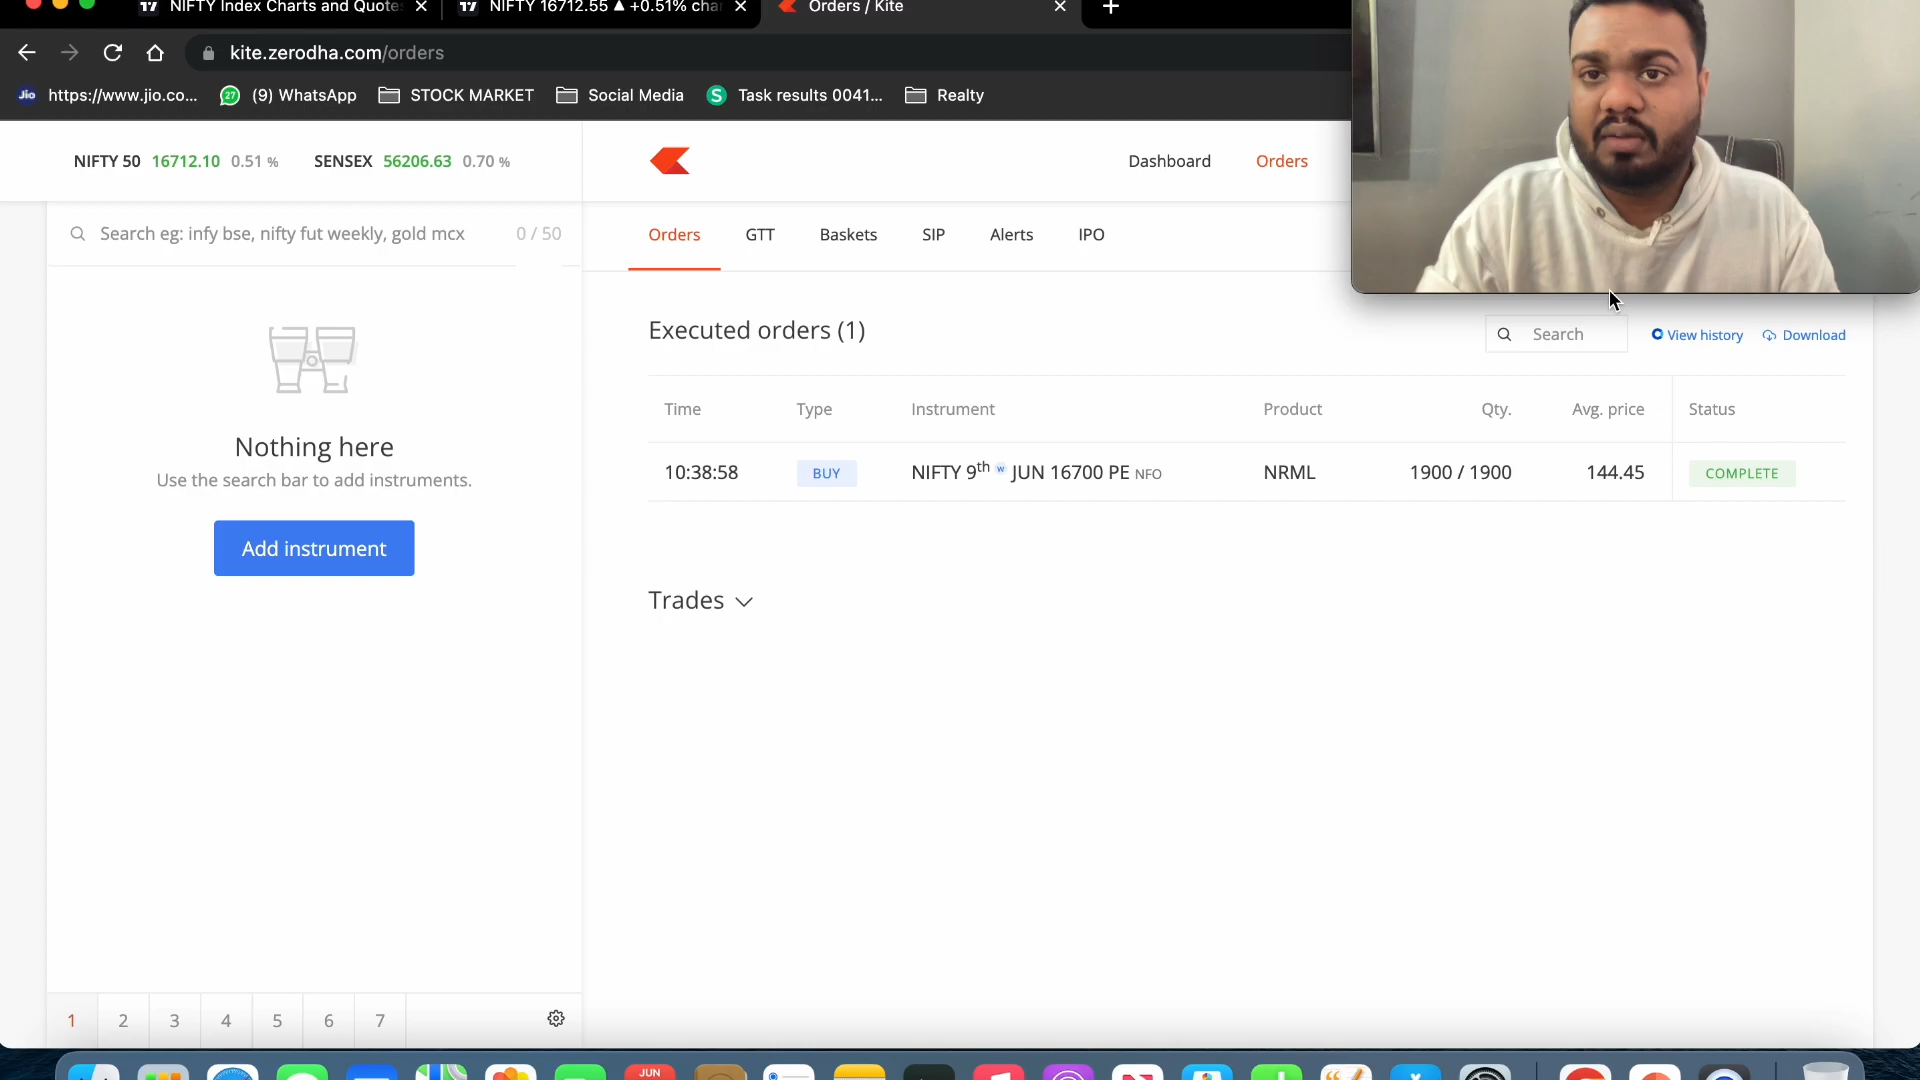 NIFTY Index Charts and Quotes
NIFTY 16712.55 ▲ +0.51% cha
Orders / Kite
kite.zerodha.com/orders
Jio
https://www.jio.co...
27
(9) WhatsApp
STOCK MARKET
Social Media
S
Task results 0041...
Realty
NIFTY 50 16712.10 0.51 %
SENSEX 56206.63 0.70 %
Dashboard
Orders
Search eg: infy bse, nifty fut weekly, gold mcx
0 / 50
Orders
GTT
Baskets
SIP
Alerts
IPO
Nothing here
Use the search bar to add instruments.
Add instrument
Executed orders (1)
Search
View history
Download
Time Type Instrument Product Qty. Avg. price Status
10:38:58 BUY NIFTY 9th w JUN 16700 PE NFO NRML 1900 / 1900 144.45 COMPLETE
Trades
1 2 3 4 5 6 7
JUN